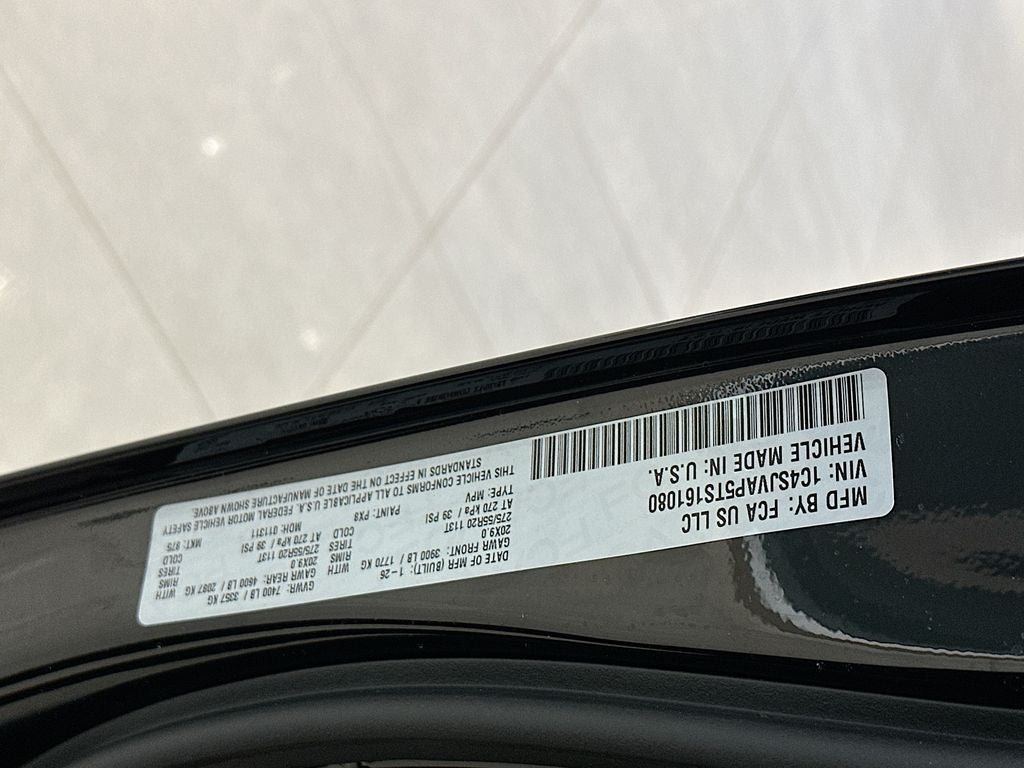 MFD BY: FCA US LLC
VIN: 1C4SJVAP5TS161080
VEHICLE MADE IN: U.S.A.
DATE OF MFR (BUILT): 1-26
GVWR: 7400 LB / 3357 KG
GAWR FRONT: 3900 LB / 1770 KG WITH
GAWR REAR: 4600 LB / 2087 KG WITH
20X9.0 RIMS
20X9.0 RIMS
275/55R20 113T TIRES
275/55R20 113T TIRES
AT 270 kPa / 39 PSI COLD
AT 270 kPa / 39 PSI COLD
TYPE: MPV
PAINT: PX8
MOH: 011311
MKT: 975
THIS VEHICLE CONFORMS TO ALL APPLICABLE U.S.A. FEDERAL MOTOR VEHICLE SAFETY
STANDARDS IN EFFECT ON THE DATE OF MANUFACTURE SHOWN ABOVE.